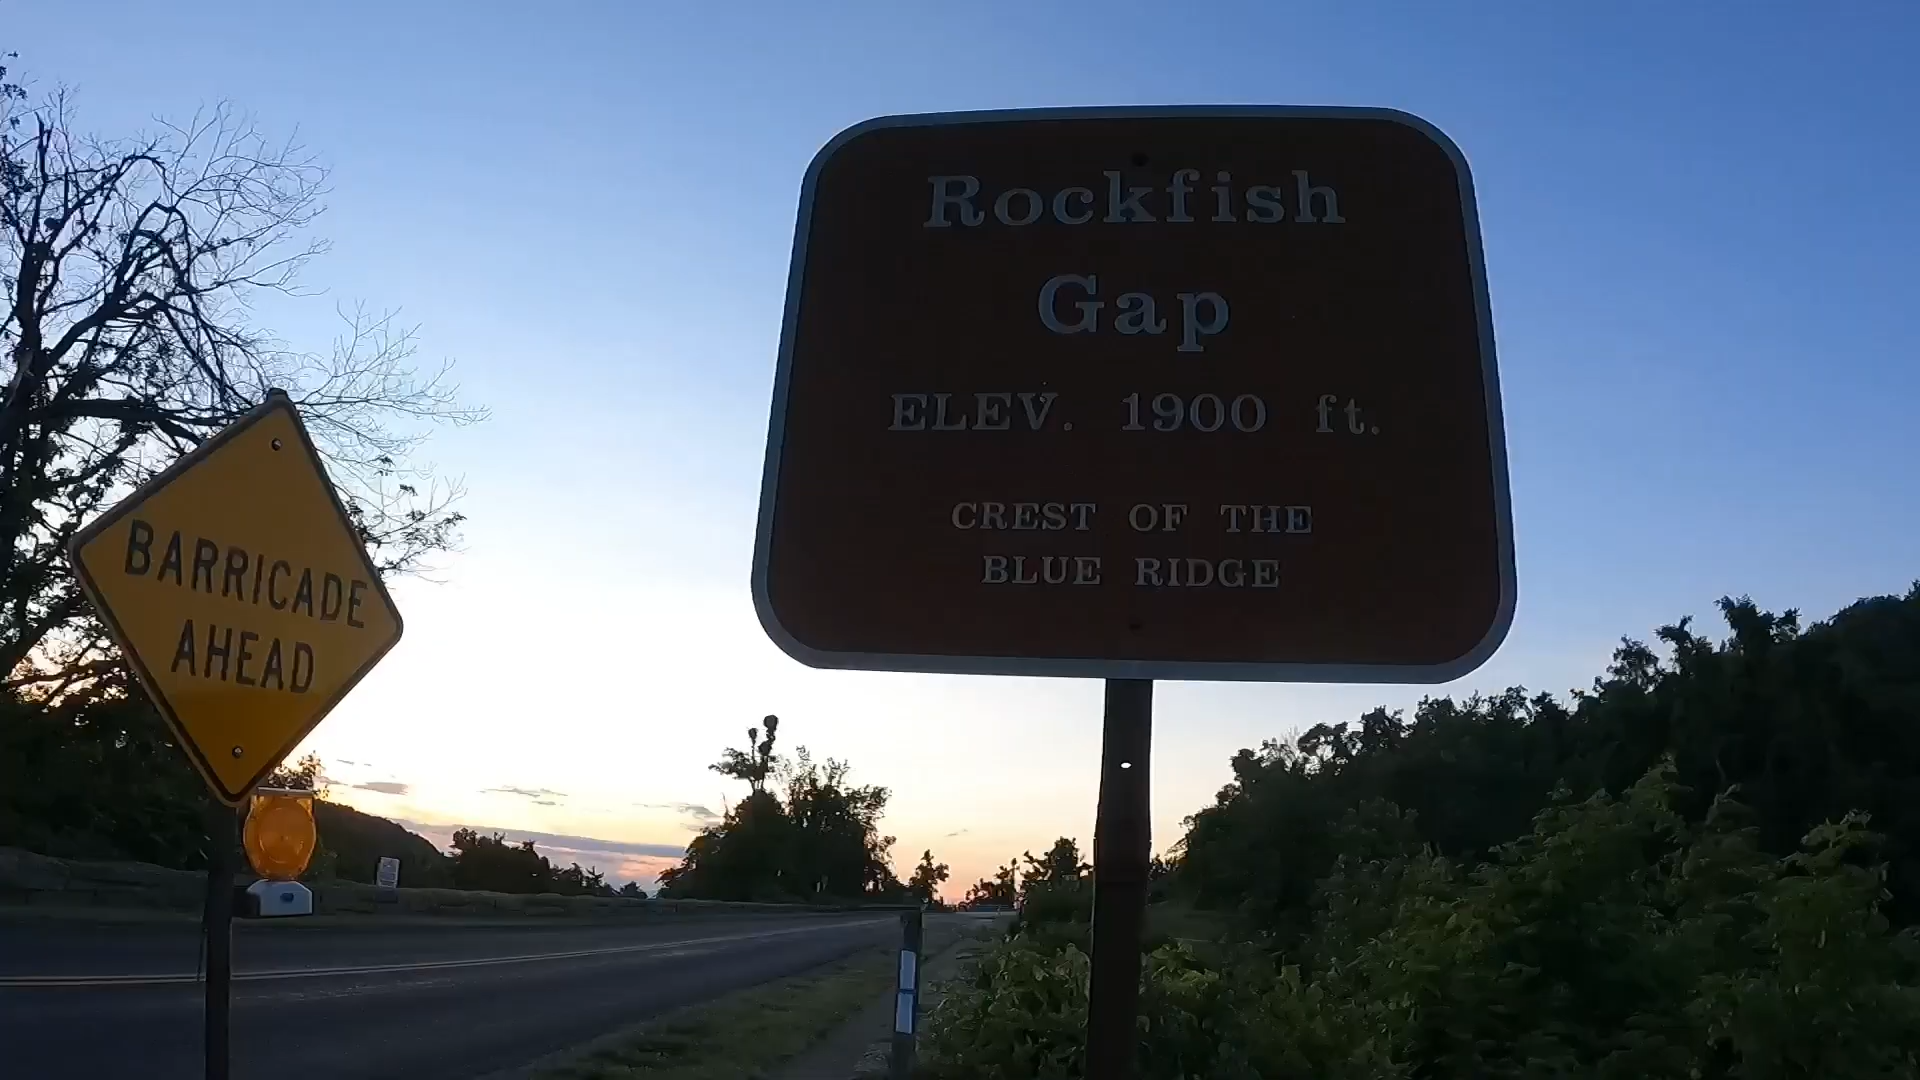 Rockfish
Gap
ELEV. 1900 ft.
CREST OF THE
BLUE RIDGE
BARRICADE
AHEAD